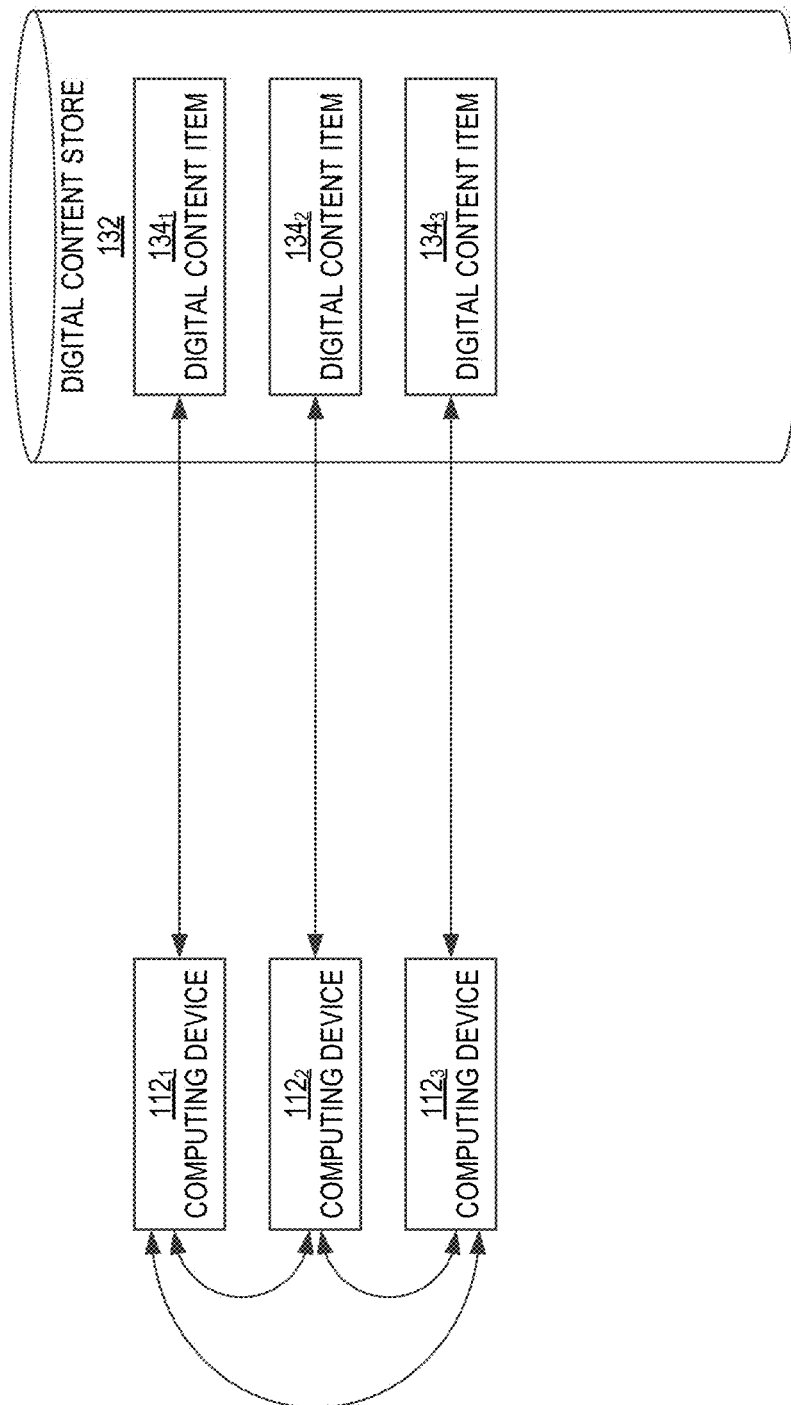 DIGITAL CONTENT STORE
132
134₁
DIGITAL CONTENT ITEM
134₂
DIGITAL CONTENT ITEM
134₃
DIGITAL CONTENT ITEM
112₁
COMPUTING DEVICE
112₂
COMPUTING DEVICE
112₃
COMPUTING DEVICE